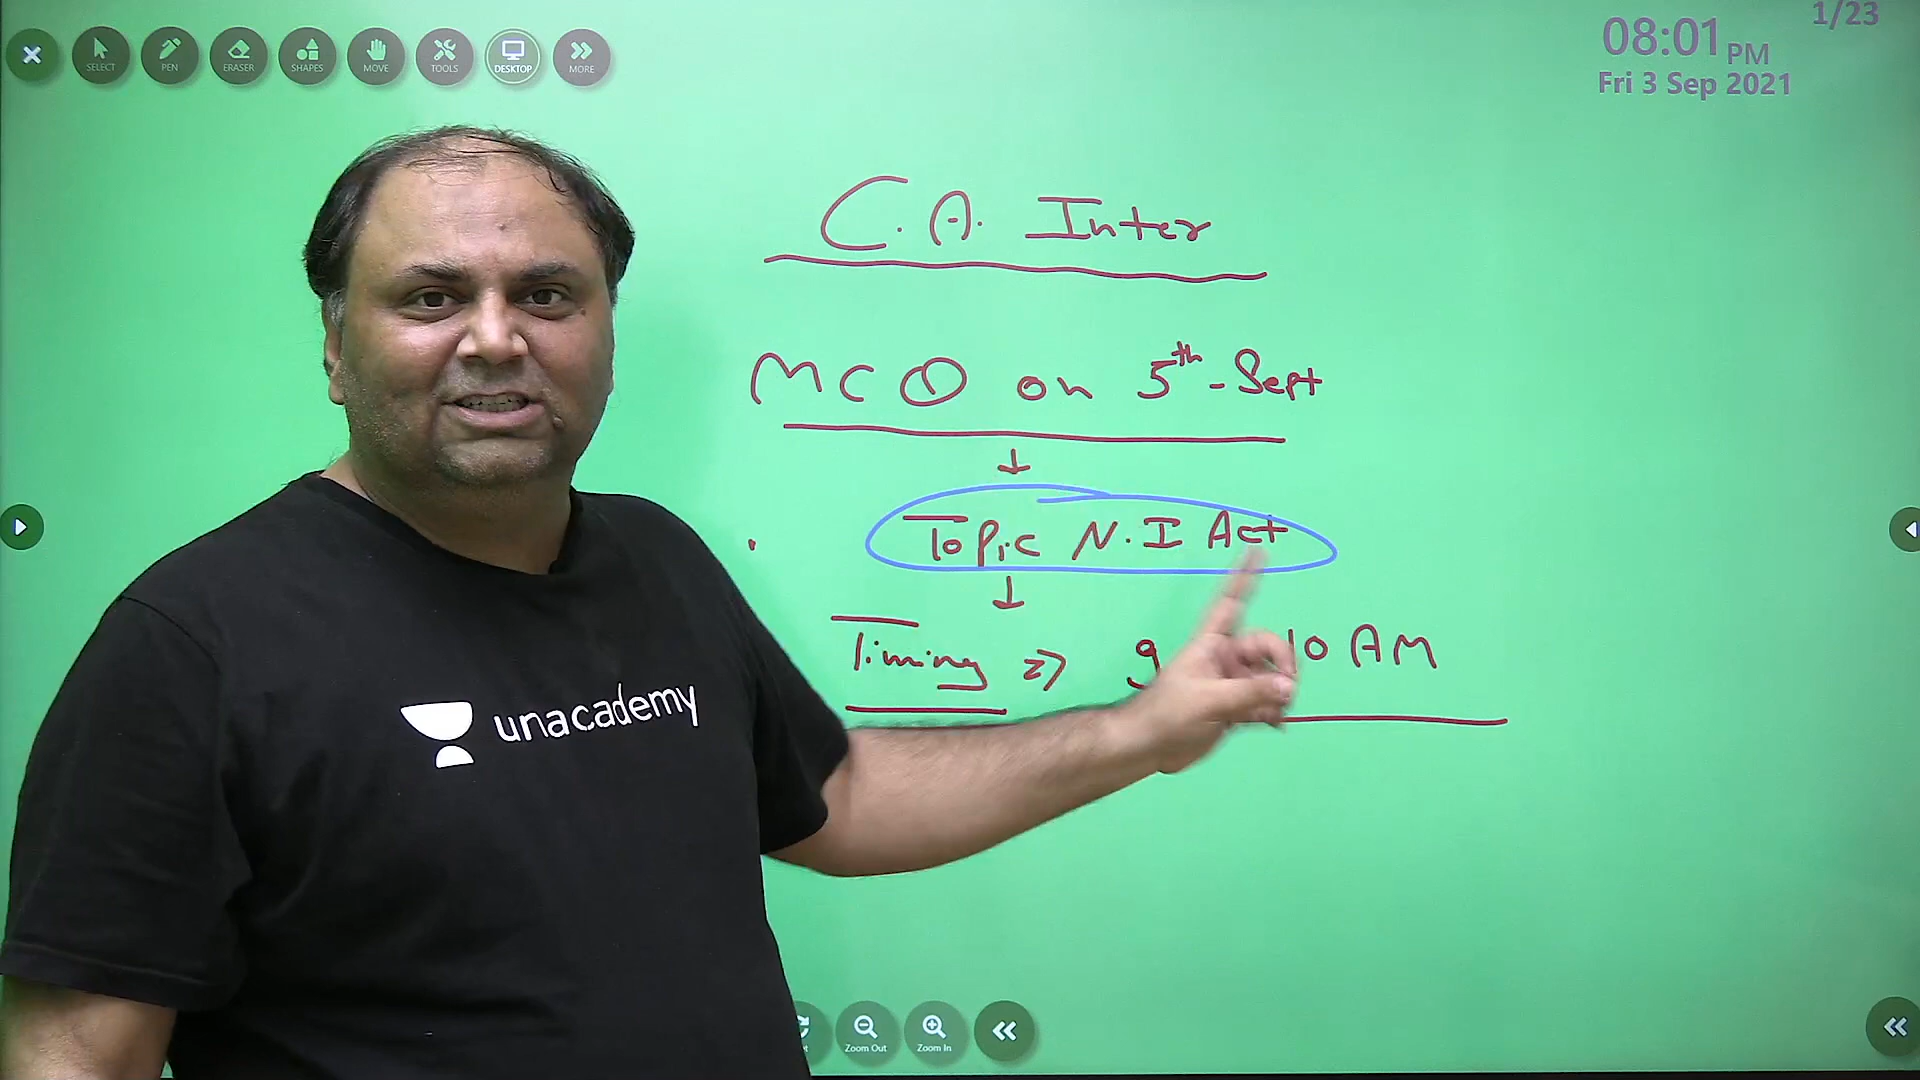 1/23
08:01 PM
Fri 3 Sep 2021
SELECT PEN ERASER SHAPES MOVE TOOLS DESKTOP MORE
C.A. Inter
MCQ on 5th - Sept
Topic N.I Act
Timing => 9 10 AM
unacademy
Zoom Out Zoom In